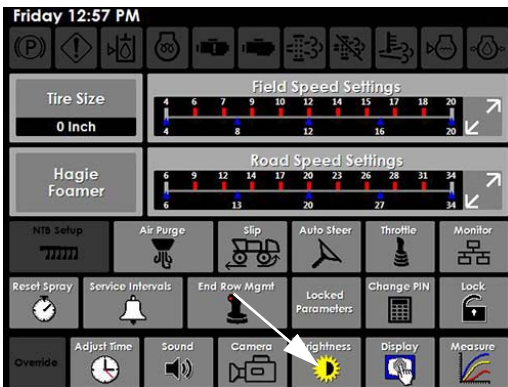 Friday 12:57 PM
(P)
Tire Size
0 Inch
Field Speed Settings
4 6 7 9 10 12 14 15 17 18 20
4 8 12 16 20
Hagie
Foamer
Road Speed Settings
6 9 12 14 17 20 23 26 28 31 34
6 13 20 27 34
NTB Setup
Air Purge
Slip
Auto Steer
Throttle
Monitor
Reset Spray
Service Intervals
End Row Mgmt
Locked
Parameters
Change PIN
Lock
Override
Adjust Time
Sound
Camera
Brightness
Display
Measure